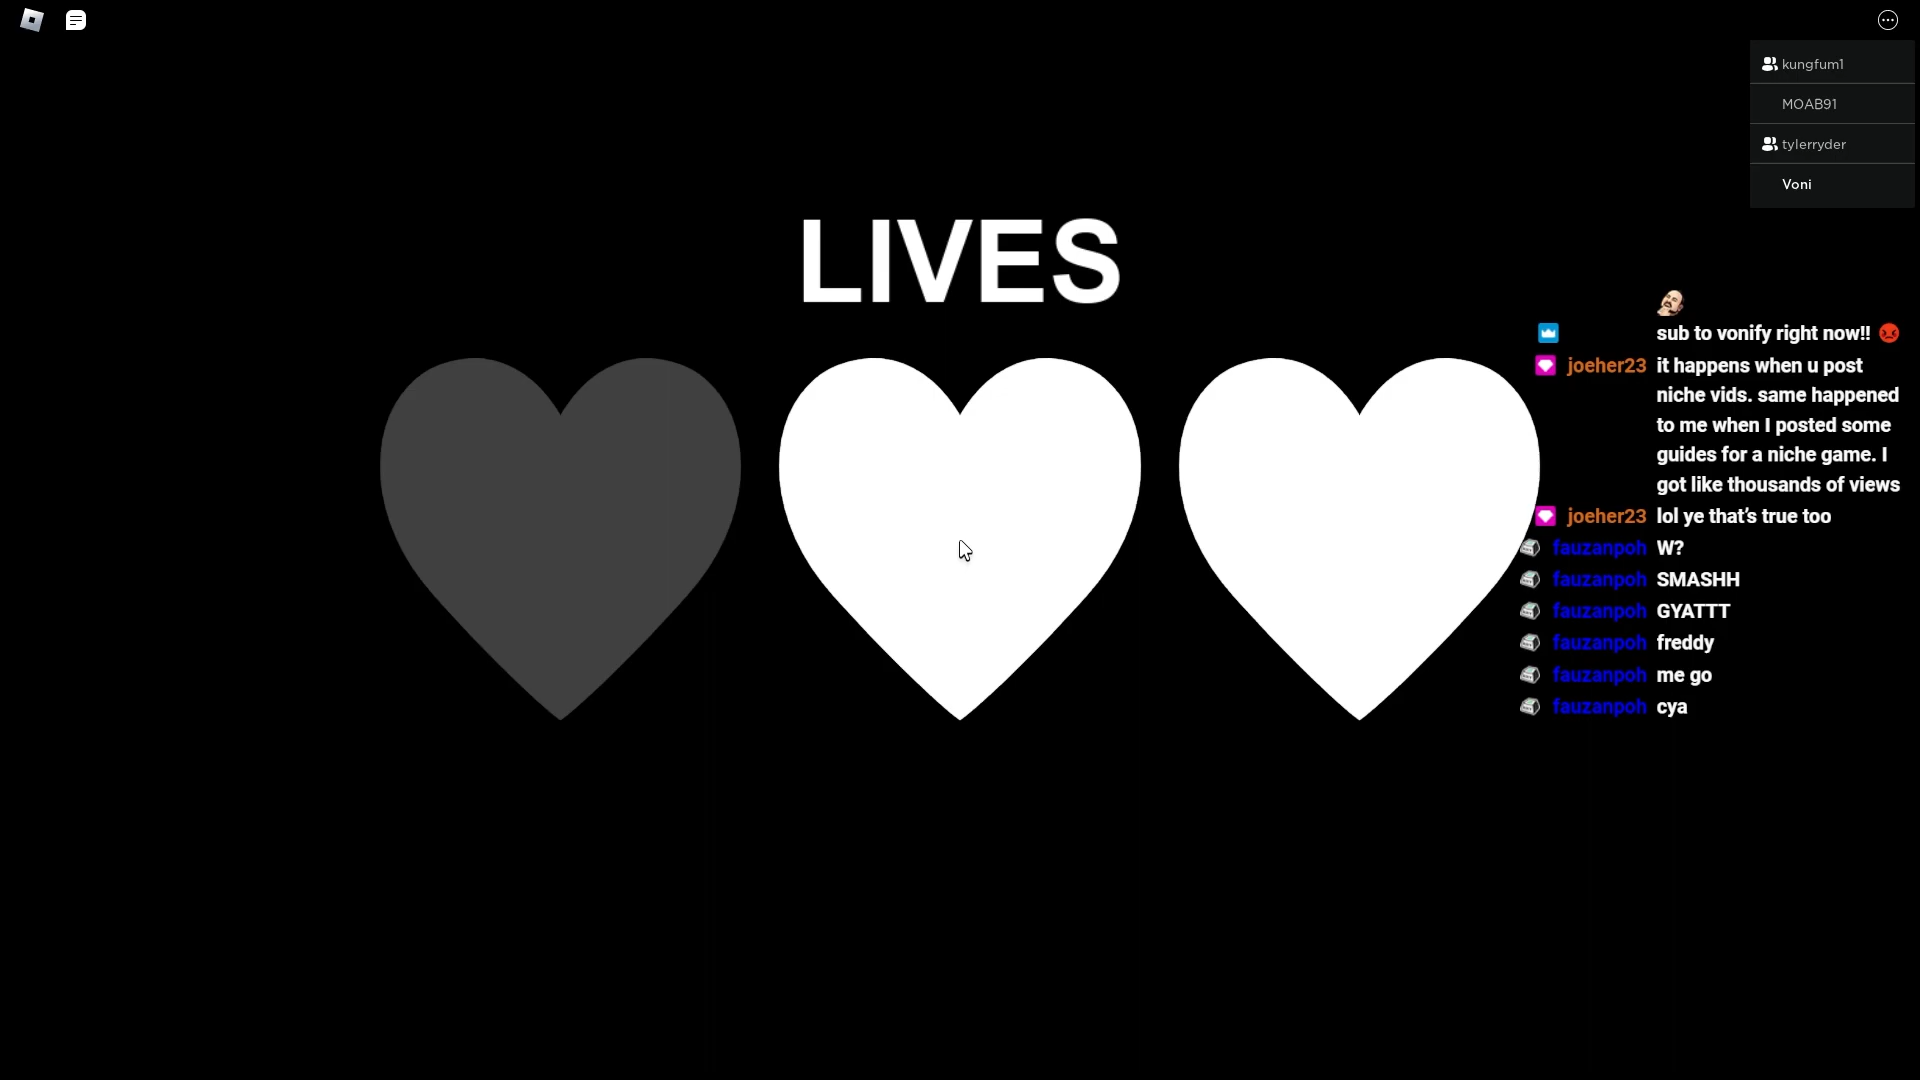 kungfum1
MOAB91
tylerryder
Voni
LIVES
sub to vonify right now!!
joeher23 it happens when u post
niche vids. same happened
to me when I posted some
guides for a niche game. I
got like thousands of views
joeher23 lol ye that's true too
fauzanpoh W?
fauzanpoh SMASHH
fauzanpoh GYATTT
fauzanpoh freddy
fauzanpoh me go
fauzanpoh cya